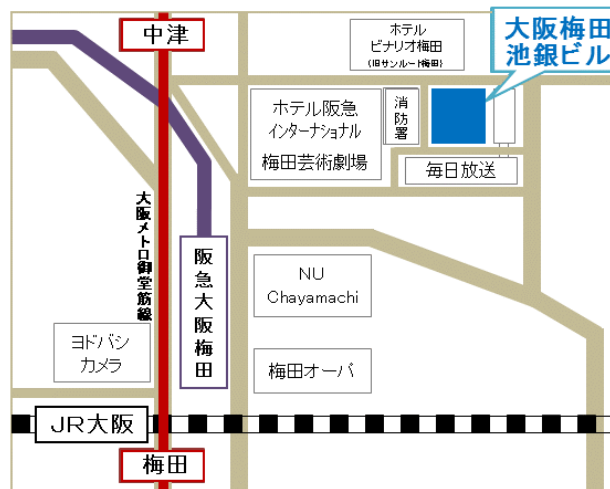 中津
ホテル
ビナリオ梅田
(旧サンルート梅田)
大阪梅田
池銀ビル
ホテル阪急
インターナショナル
梅田芸術劇場
消防署
毎日放送
大阪メトロ御堂筋線
阪急大阪梅田
NU
Chayamachi
ヨドバシ
カメラ
梅田オーパ
JR大阪
梅田